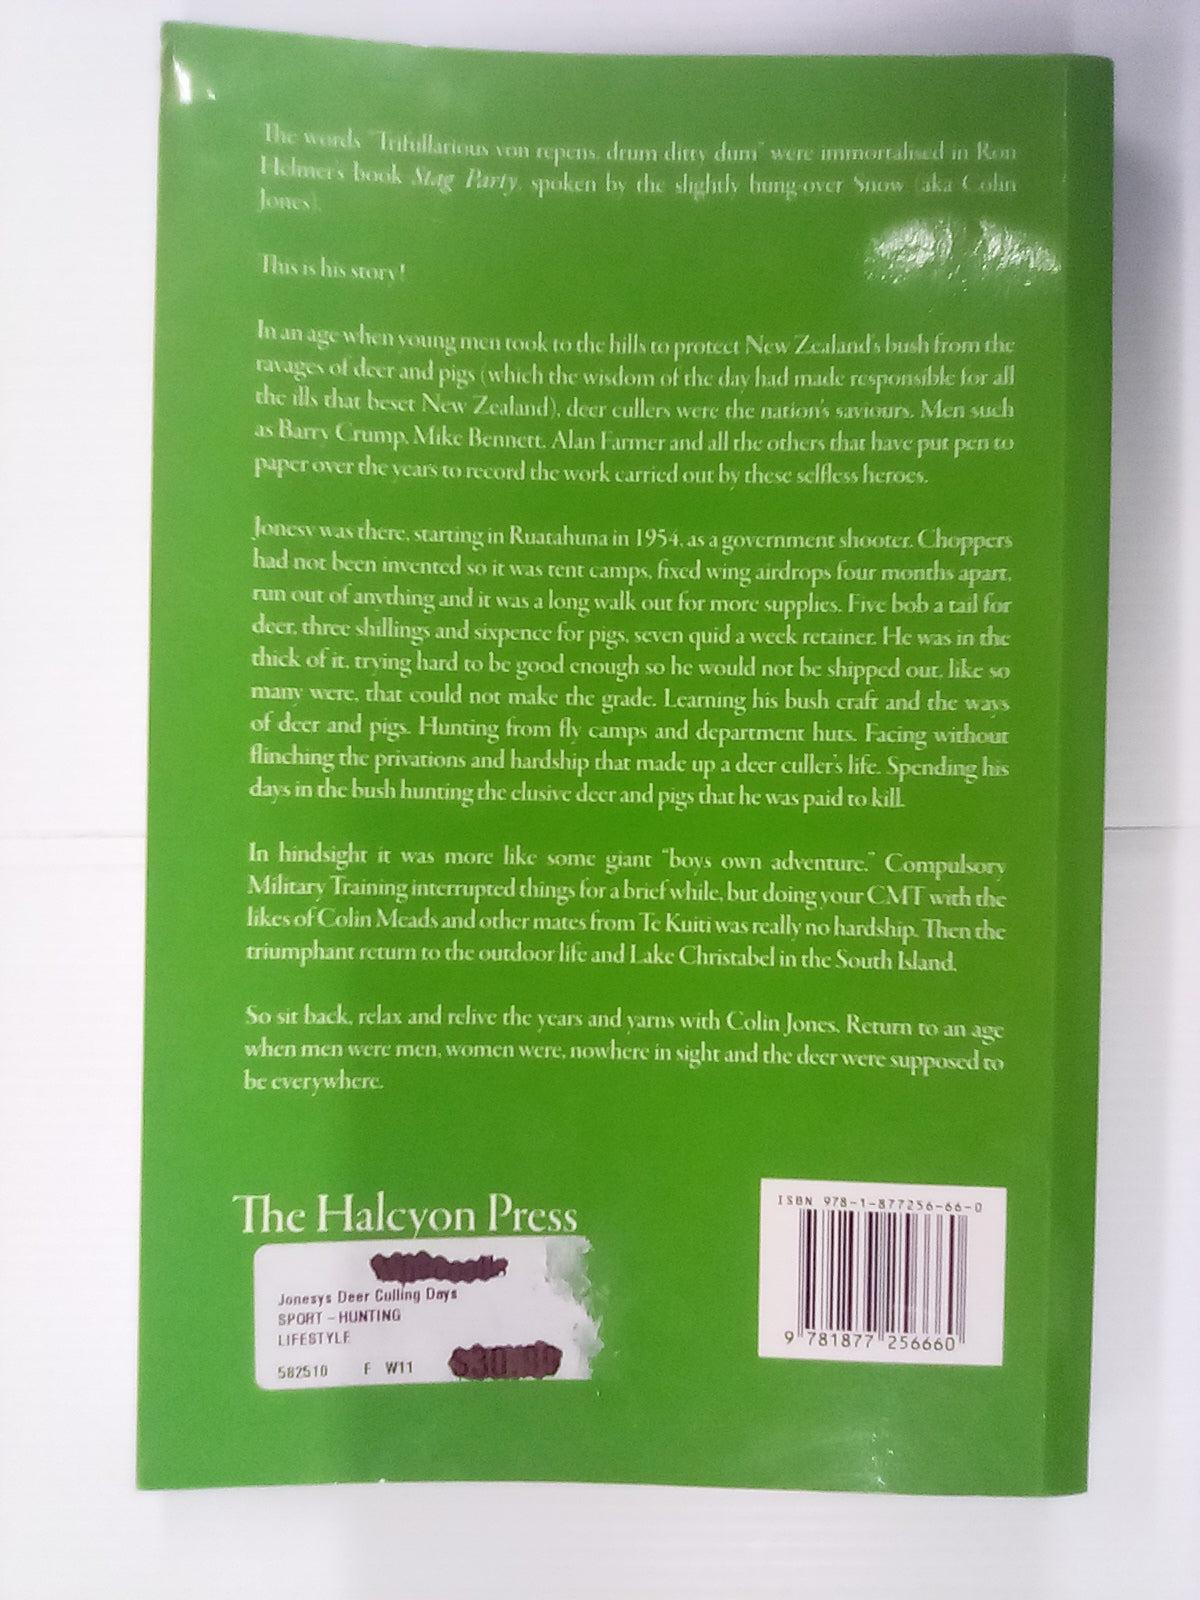 The words "Trifullarious von repens, drum ditty dum" were immortalised in Ron
Helmer's book Stag Party, spoken by the slightly hung-over Snow (aka Colin
Jones).
This is his story!
In an age when young men took to the hills to protect New Zealand's bush from the
ravages of deer and pigs (which the wisdom of the day had made responsible for all
the ills that beset New Zealand), deer cullers were the nation's saviours. Men such
as Barry Crump, Mike Bennett, Alan Farmer and all the others that have put pen to
paper over the years to record the work carried out by these selfless heroes.
Jonesy was there, starting in Ruatahuna in 1954, as a government shooter. Choppers
had not been invented so it was tent camps, fixed wing airdrops four months apart,
run out of anything and it was a long walk out for more supplies. Five bob a tail for
deer, three shillings and sixpence for pigs, seven quid a week retainer. He was in the
thick of it, trying hard to be good enough so he would not be shipped out, like so
many were, that could not make the grade. Learning his bush craft and the ways
of deer and pigs. Hunting from fly camps and department huts. Facing without
flinching the privations and hardship that made up a deer culler's life. Spending his
days in the bush hunting the elusive deer and pigs that he was paid to kill.
In hindsight it was more like some giant "boys own adventure." Compulsory
Military Training interrupted things for a brief while, but doing your CMT with the
likes of Colin Meads and other mates from Te Kuiti was really no hardship. Then the
triumphant return to the outdoor life and Lake Christabel in the South Island.
So sit back, relax and relive the years and yarns with Colin Jones. Return to an age
when men were men, women were, nowhere in sight and the deer were supposed to
be everywhere.
The Halcyon Press
Jonesys Deer Culling Days
SPORT - HUNTING
LIFESTYLE
582510 F W11
ISBN 978-1-877256-66-0
9 781877 256660